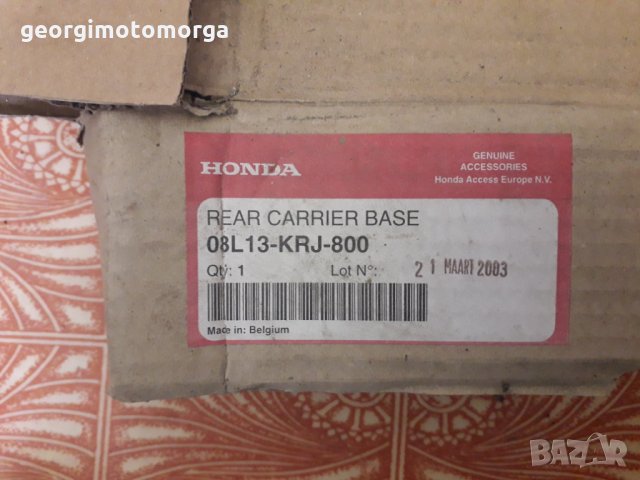 georgimotomorga
HONDA
GENUINE
ACCESSORIES
Honda Access Europe N.V.
REAR CARRIER BASE
08L13-KRJ-800
Qty: 1 Lot N°: 21 MAART 2003
Made in: Belgium
BAZAR